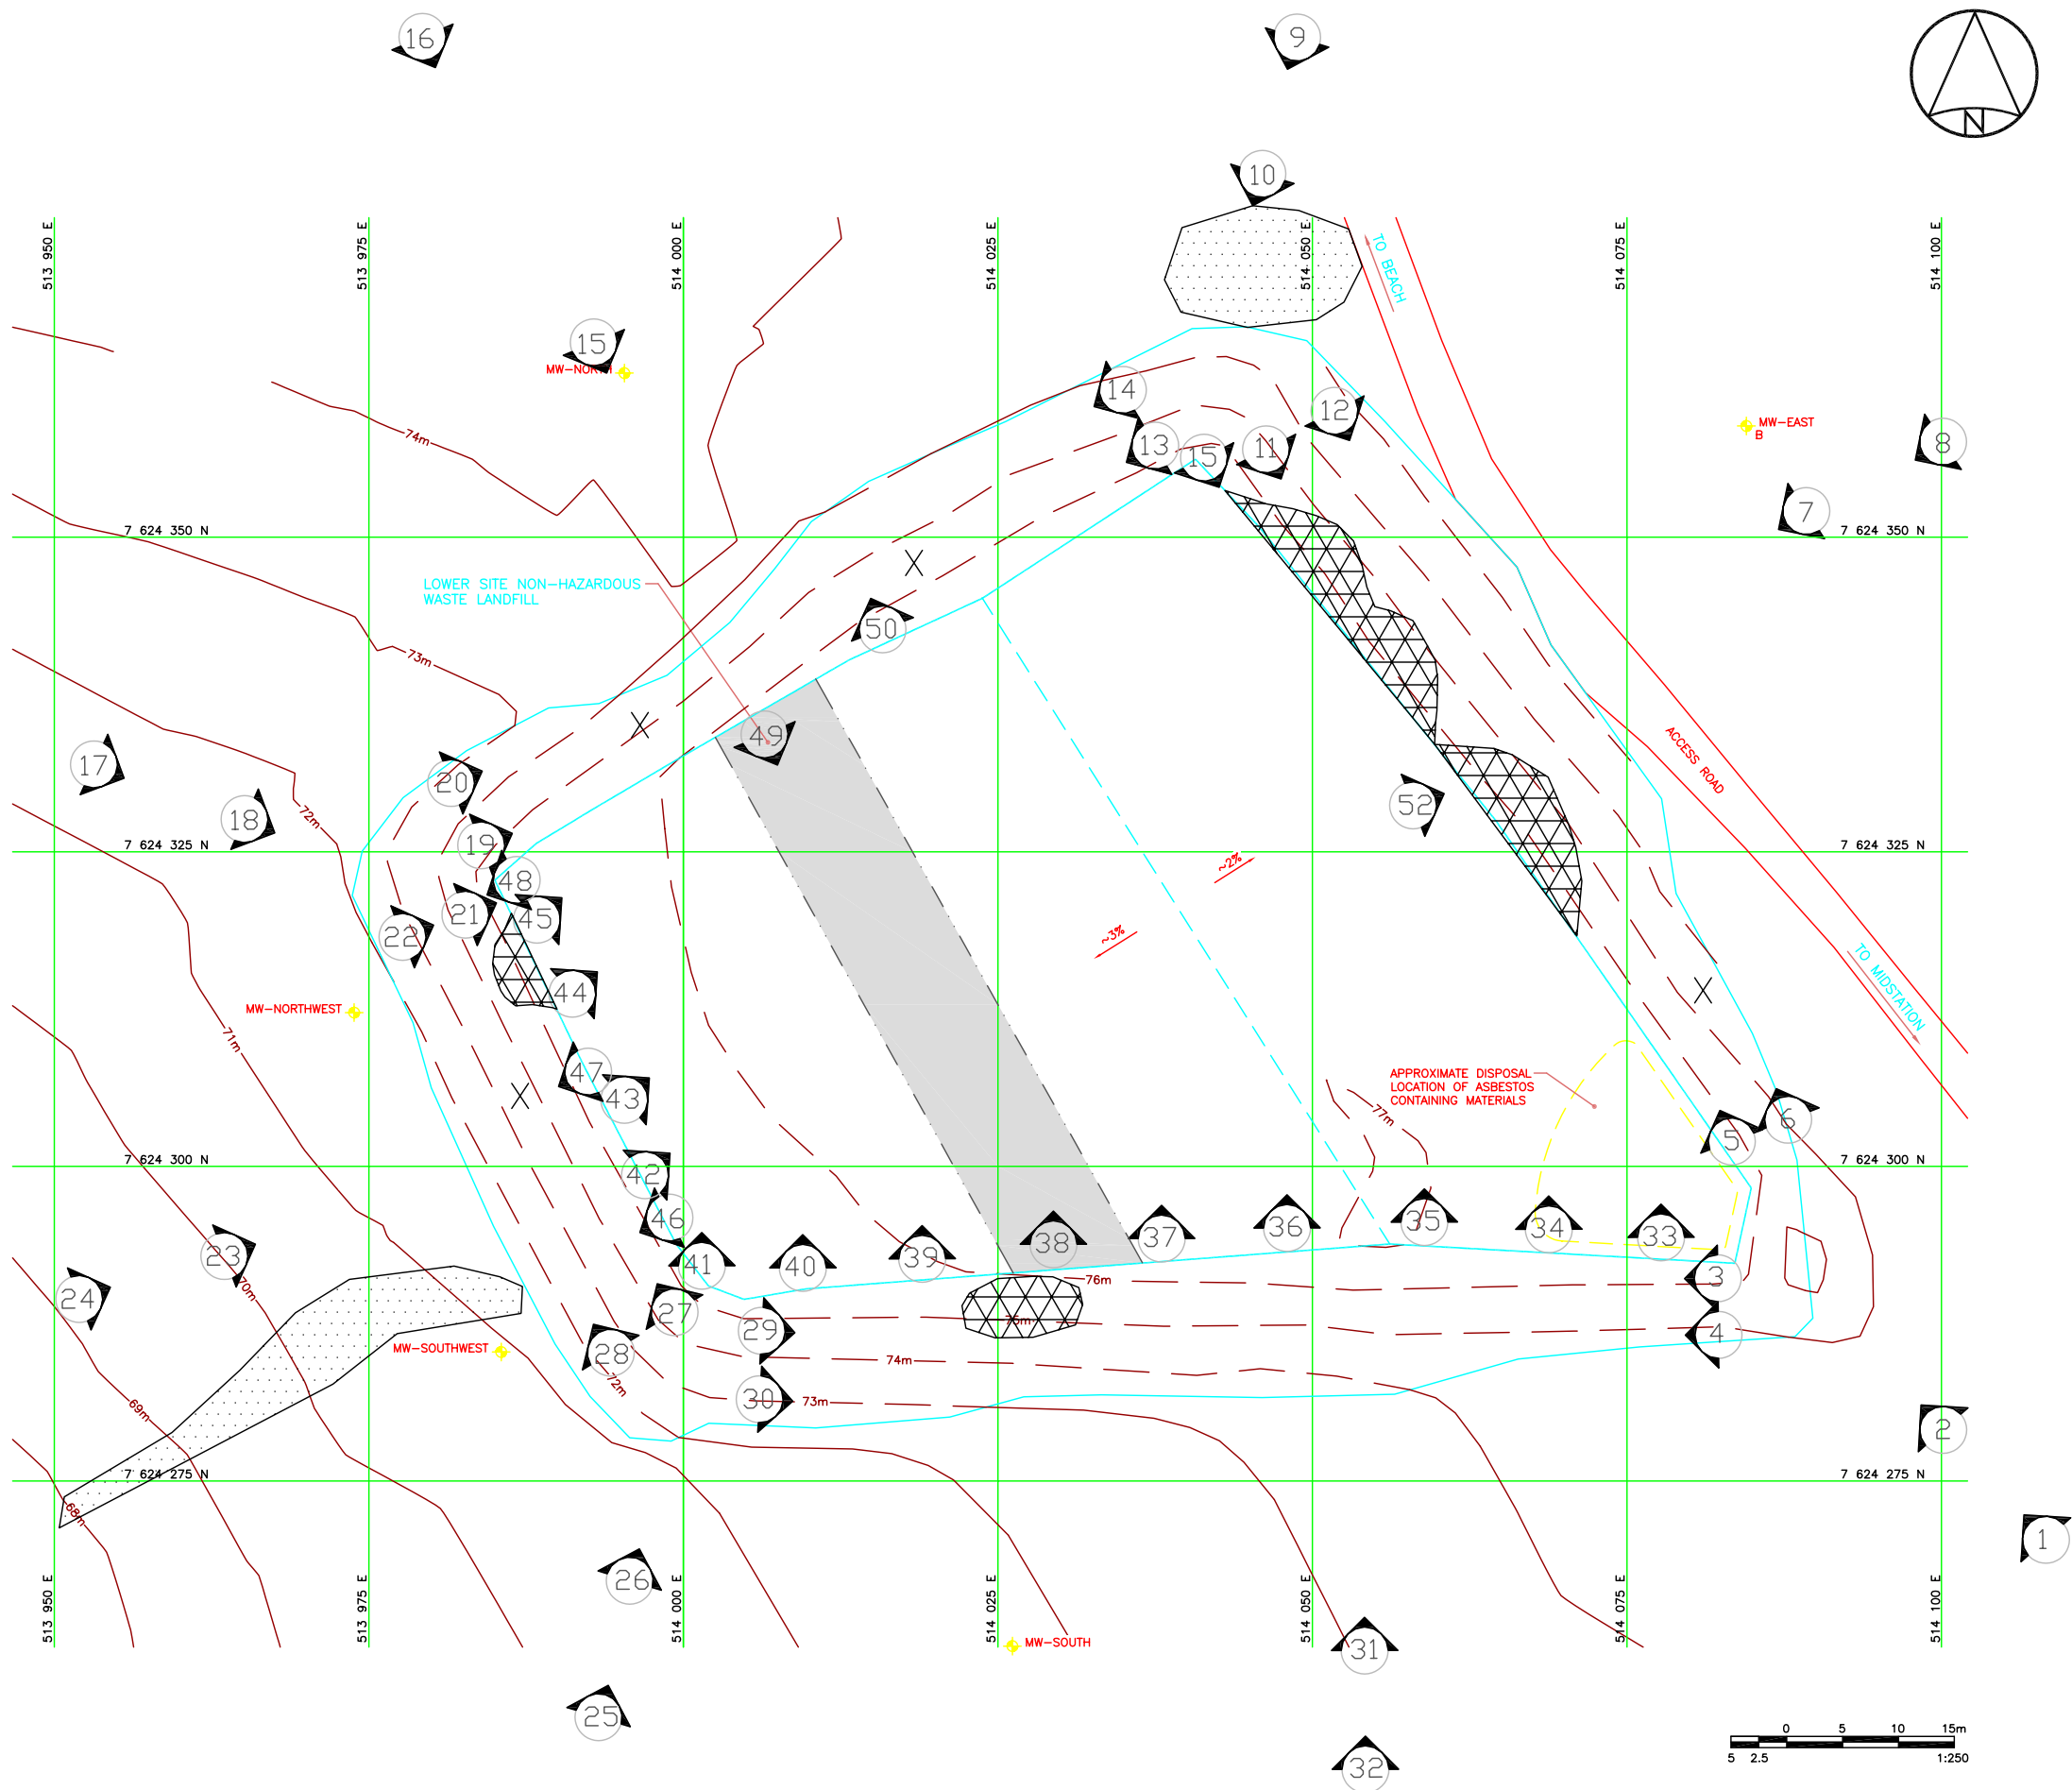 16
9
N
10
513 950 E
513 975 E
514 000 E
514 025 E
514 050 E
514 075 E
514 100 E
TO BEACH
15
MW-NORTH
14
12
MW-EAST
B
8
74m
13
15
11
7
7 624 350 N
7 624 350 N
X
LOWER SITE NON-HAZARDOUS
WASTE LANDFILL
50
73m
X
49
ACCESS ROAD
17
20
52
18
72m
19
7 624 325 N
7 624 325 N
~2%
48
21
45
22
~3%
TO MIDSTATION
44
X
MW-NORTHWEST
71m
47
43
X
APPROXIMATE DISPOSAL
LOCATION OF ASBESTOS
CONTAINING MATERIALS
77m
6
5
7 624 300 N
7 624 300 N
42
46
35
36
34
33
37
38
39
40
41
23
3
76m
70m
24
27
75m
29
4
MW-SOUTHWEST
28
74m
72m
30
73m
69m
2
7 624 275 N
7 624 275 N
68m
1
26
513 950 E
513 975 E
514 000 E
514 025 E
514 050 E
514 075 E
514 100 E
MW-SOUTH
31
25
0 5 10 15m
5 2.5 1:250
32